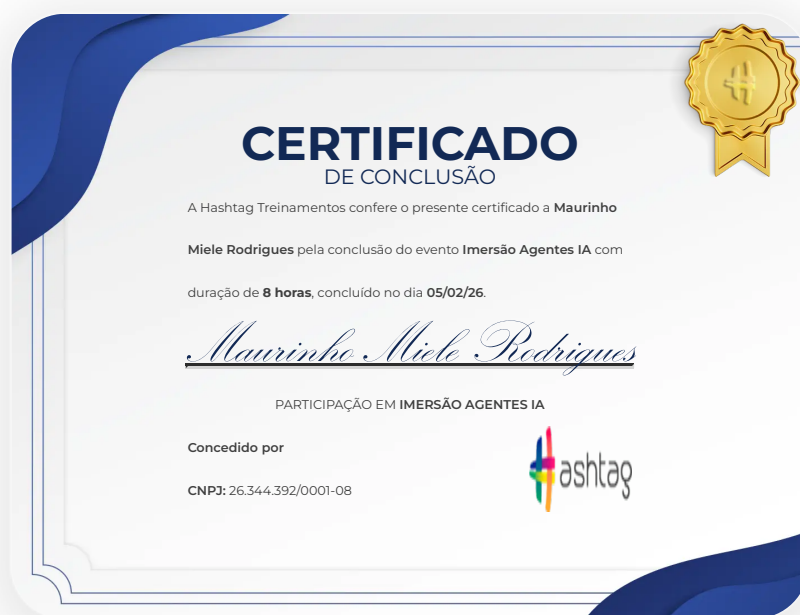 CERTIFICADO
DE CONCLUSÃO
A Hashtag Treinamentos confere o presente certificado a Maurinho
Miele Rodrigues pela conclusão do evento Imersão Agentes IA com
duração de 8 horas, concluído no dia 05/02/26.
Maurinho Miele Rodrigues
PARTICIPAÇÃO EM IMERSÃO AGENTES IA
Concedido por
ashtag
CNPJ: 26.344.392/0001-08